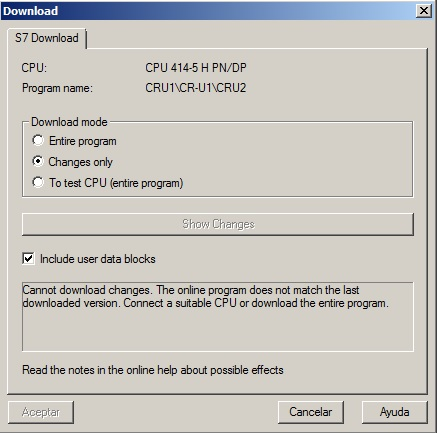 Download
S7 Download
CPU: CPU 414-5 H PN/DP
Program name: CRU1\CR-U1\CRU2
Download mode
Entire program
Changes only
To test CPU (entire program)
Show Changes
Include user data blocks
Cannot download changes. The online program does not match the last
downloaded version. Connect a suitable CPU or download the entire program.
Read the notes in the online help about possible effects
Aceptar Cancelar Ayuda